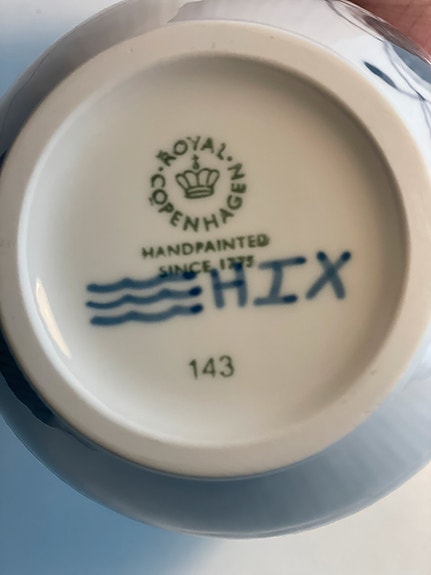 ROYAL COPENHAGEN
HANDPAINTED
SINCE 1775
HIX
143